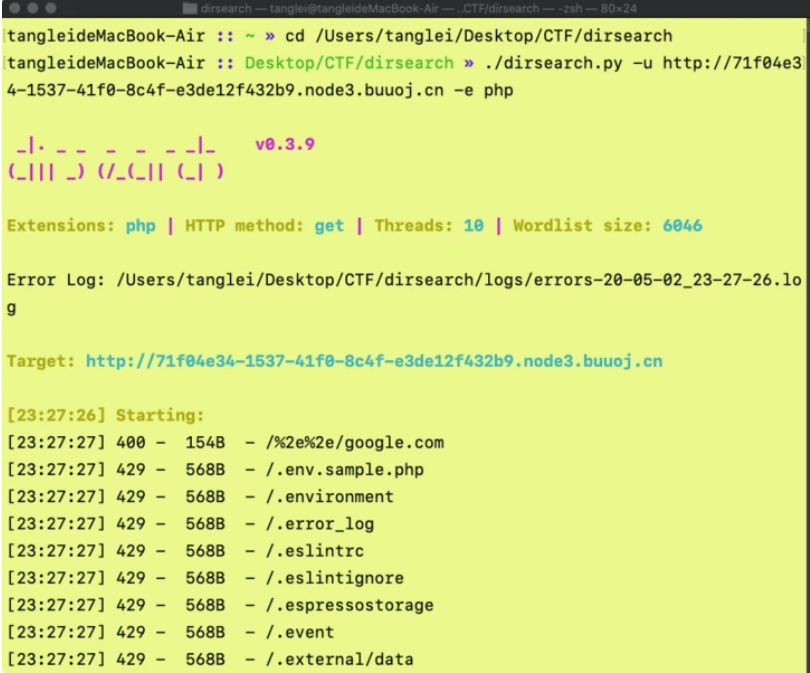 dirsearch — tanglei@tangleideMacBook-Air — ..CTF/dirsearch — -zsh — 80×24
tangleideMacBook-Air :: ~ » cd /Users/tanglei/Desktop/CTF/dirsearch
tangleideMacBook-Air :: Desktop/CTF/dirsearch » ./dirsearch.py -u http://71f04e3
4-1537-41f0-8c4f-e3de12f432b9.node3.buuoj.cn -e php
 _|. _ _  _  _  _ _|_    v0.3.9
(_||| _) (/_(_|| (_| )
Extensions: php | HTTP method: get | Threads: 10 | Wordlist size: 6046
Error Log: /Users/tanglei/Desktop/CTF/dirsearch/logs/errors-20-05-02_23-27-26.lo
g
Target: http://71f04e34-1537-41f0-8c4f-e3de12f432b9.node3.buuoj.cn
[23:27:26] Starting:
[23:27:27] 400 -  154B  - /%2e%2e/google.com
[23:27:27] 429 -  568B  - /.env.sample.php
[23:27:27] 429 -  568B  - /.environment
[23:27:27] 429 -  568B  - /.error_log
[23:27:27] 429 -  568B  - /.eslintrc
[23:27:27] 429 -  568B  - /.eslintignore
[23:27:27] 429 -  568B  - /.espressostorage
[23:27:27] 429 -  568B  - /.event
[23:27:27] 429 -  568B  - /.external/data